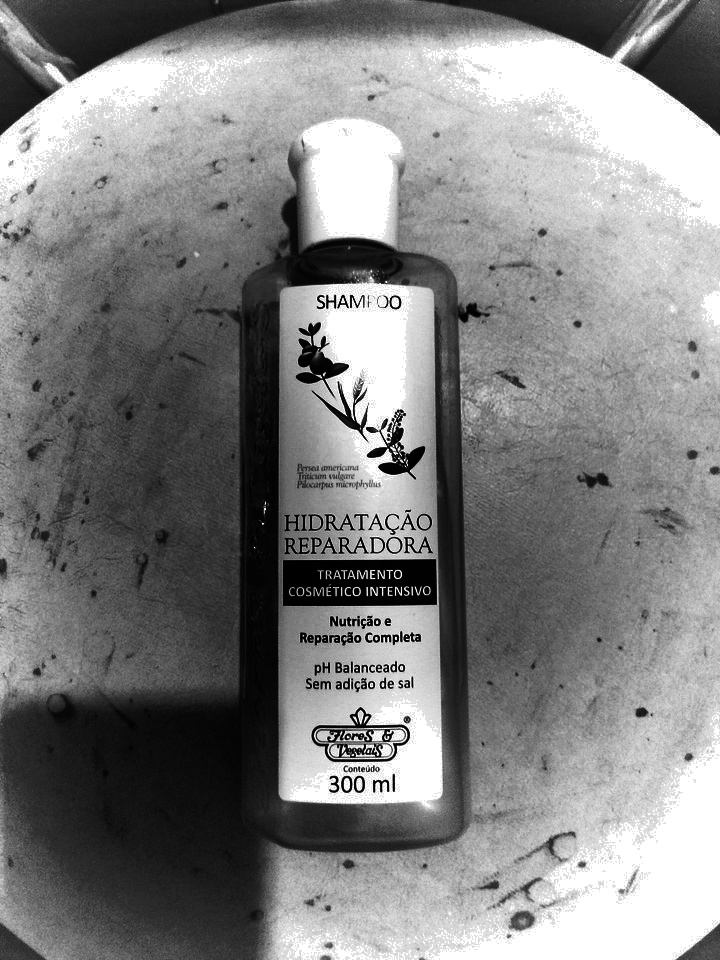 SHAMPOO
Persea americana
Triticum vulgare
Pilocarpus microphyllus
HIDRATAÇÃO
REPARADORA
TRATAMENTO
COSMÉTICO INTENSIVO
Nutrição e
Reparação Completa
pH Balanceado
Sem adição de sal
Flores &
Vegetais
®
Conteúdo
300 ml